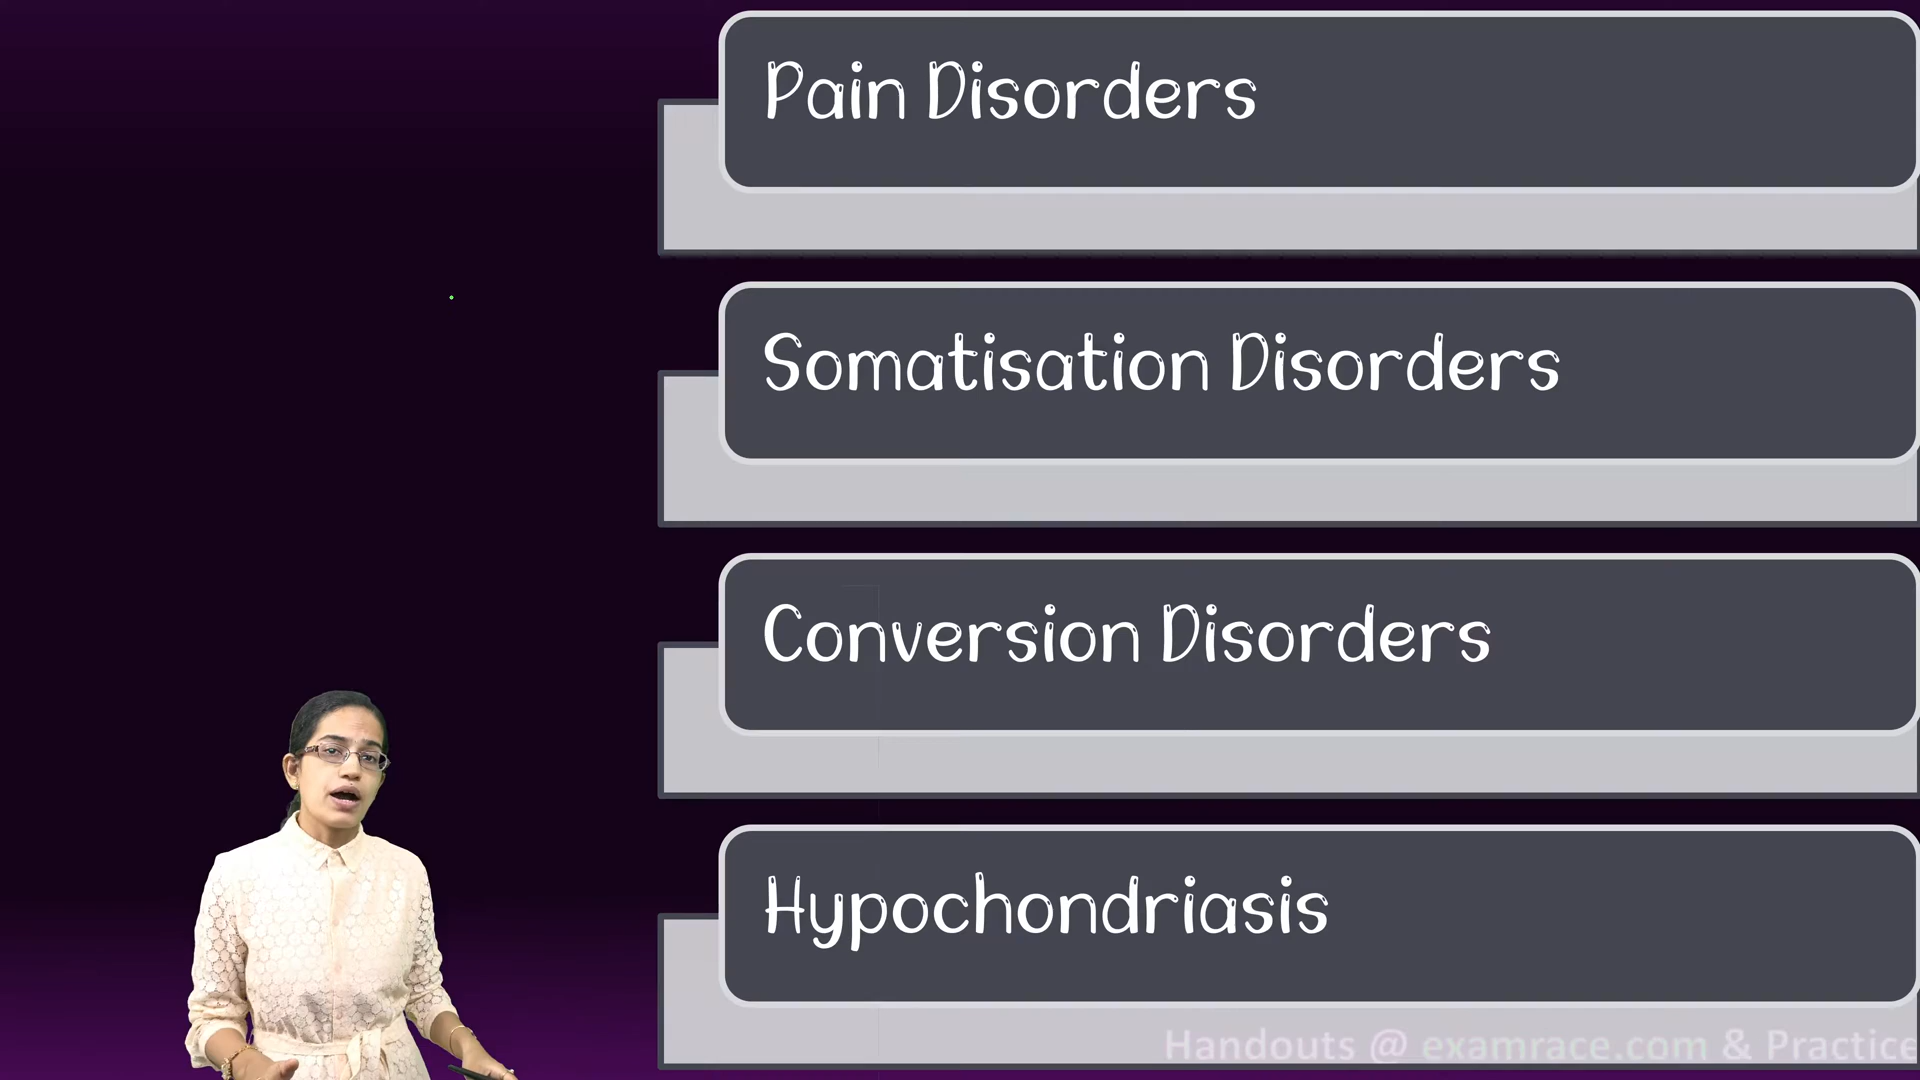 Pain Disorders
Somatisation Disorders
Conversion Disorders
Hypochondriasis
Handouts @ examrace.com & Practice